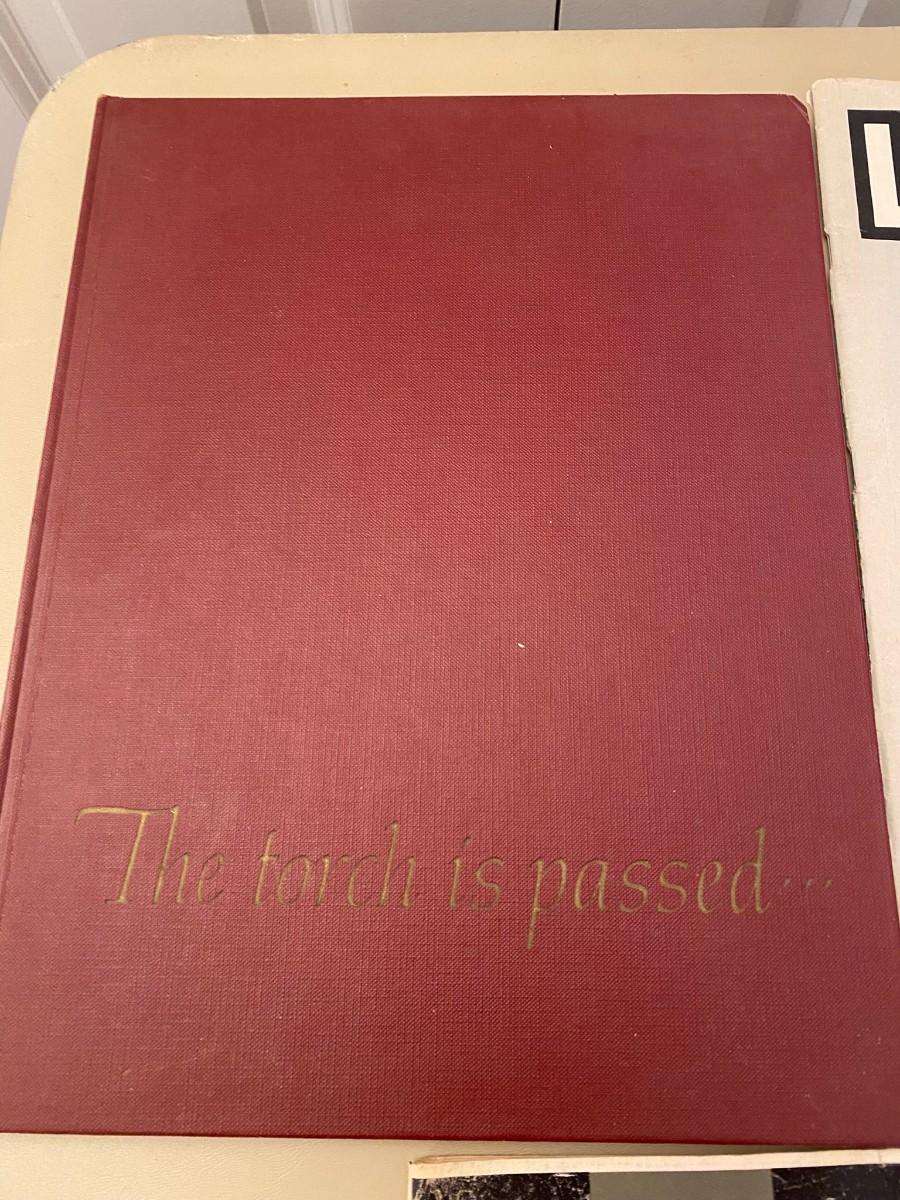 The torch is passed...